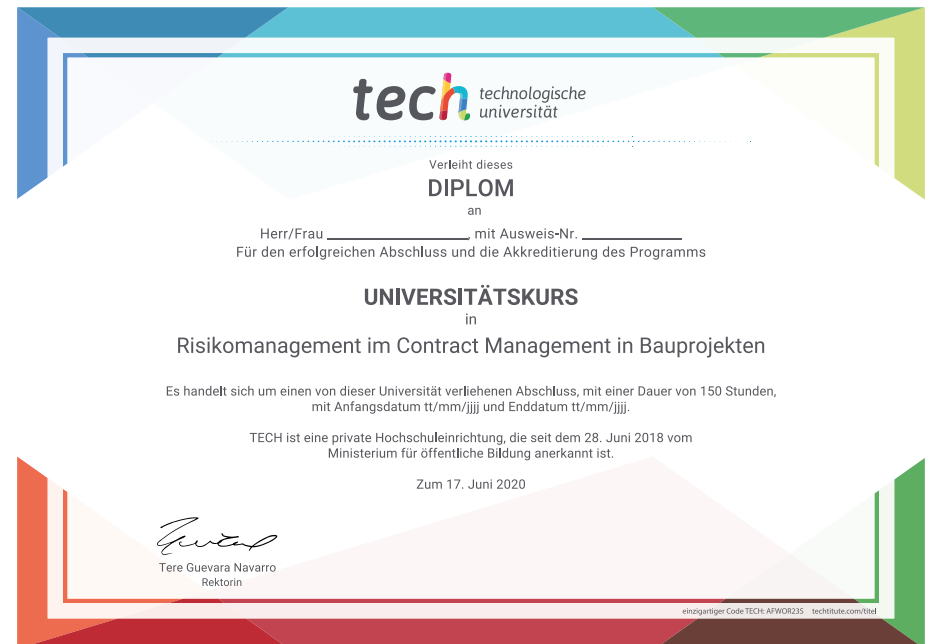 tech technologische
universität
Verleiht dieses
DIPLOM
an
Herr/Frau ____________________, mit Ausweis-Nr. ______________
Für den erfolgreichen Abschluss und die Akkreditierung des Programms
UNIVERSITÄTSKURS
in
Risikomanagement im Contract Management in Bauprojekten
Es handelt sich um einen von dieser Universität verliehenen Abschluss, mit einer Dauer von 150 Stunden,
mit Anfangsdatum tt/mm/jjjj und Enddatum tt/mm/jjjj.
TECH ist eine private Hochschuleinrichtung, die seit dem 28. Juni 2018 vom
Ministerium für öffentliche Bildung anerkannt ist.
Zum 17. Juni 2020
Tere Guevara Navarro
Rektorin
einzigartiger Code TECH: AFWOR23S techtitute.com/titel